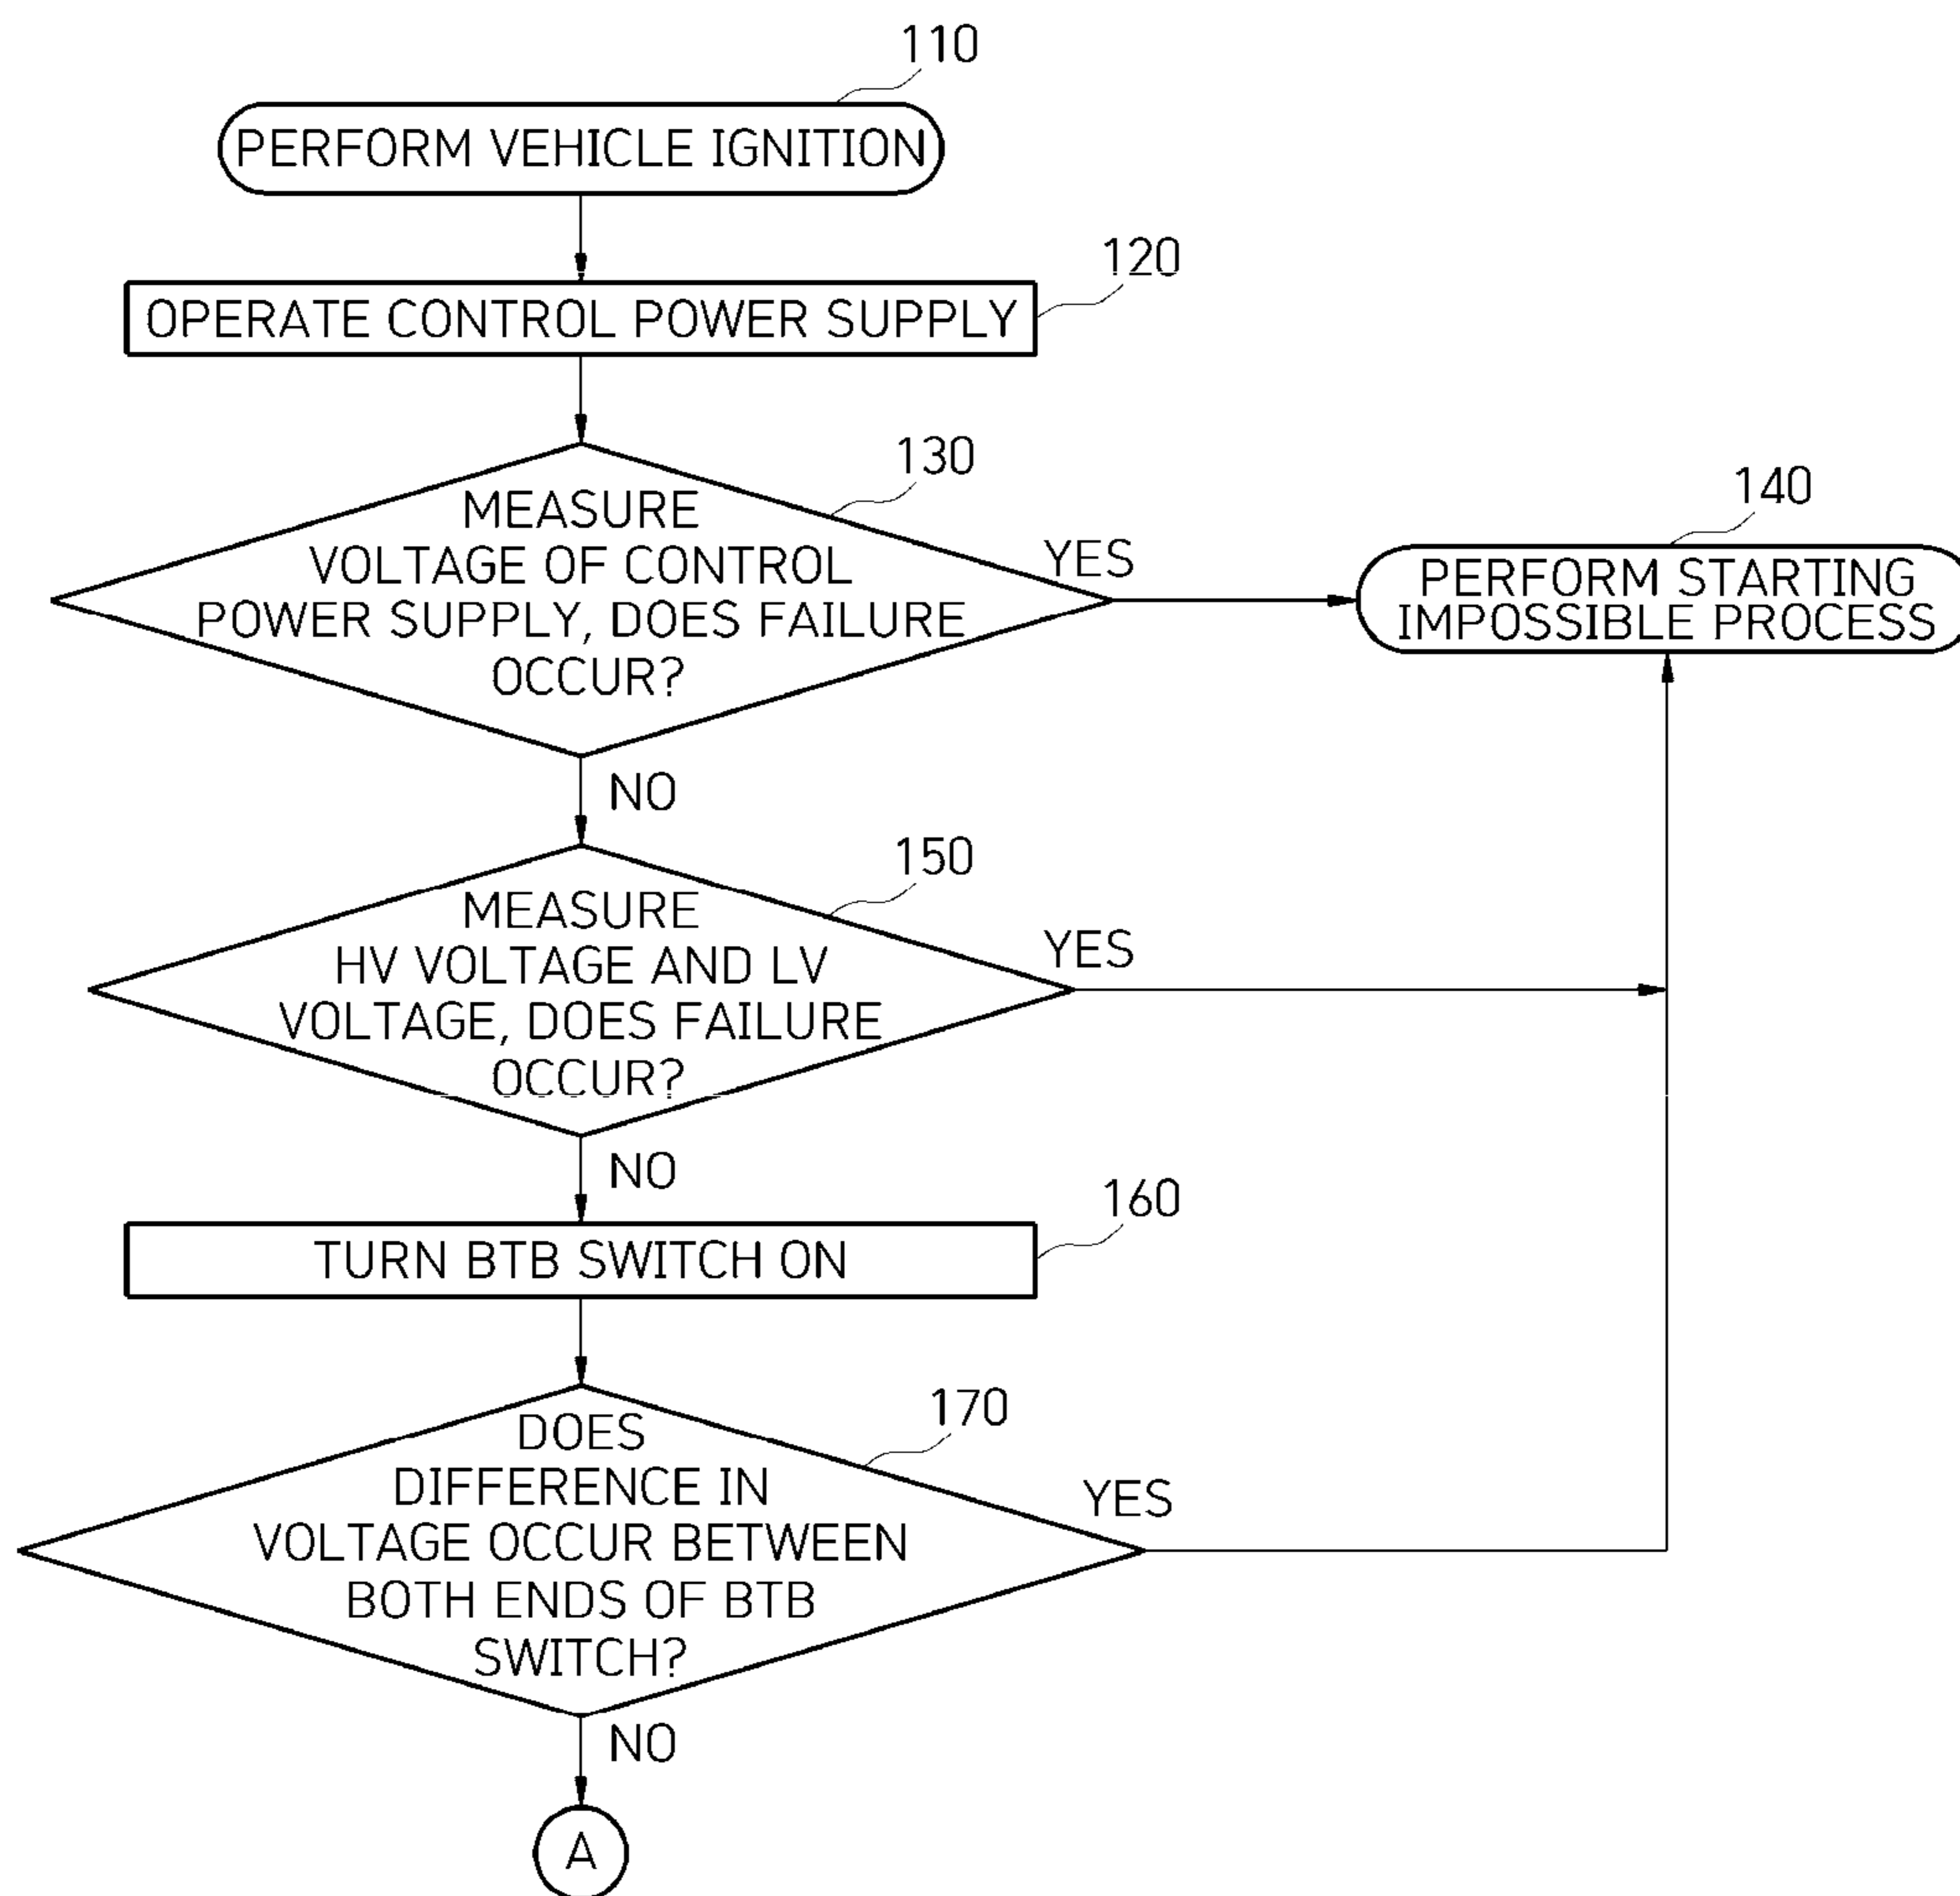 110
PERFORM VEHICLE IGNITION
120
OPERATE CONTROL POWER SUPPLY
130
MEASURE
VOLTAGE OF CONTROL
POWER SUPPLY, DOES FAILURE
OCCUR?
YES
140
PERFORM STARTING
IMPOSSIBLE PROCESS
NO
150
MEASURE
HV VOLTAGE AND LV
VOLTAGE, DOES FAILURE
OCCUR?
YES
NO
160
TURN BTB SWITCH ON
170
DOES
DIFFERENCE IN
VOLTAGE OCCUR BETWEEN
BOTH ENDS OF BTB
SWITCH?
YES
NO
A